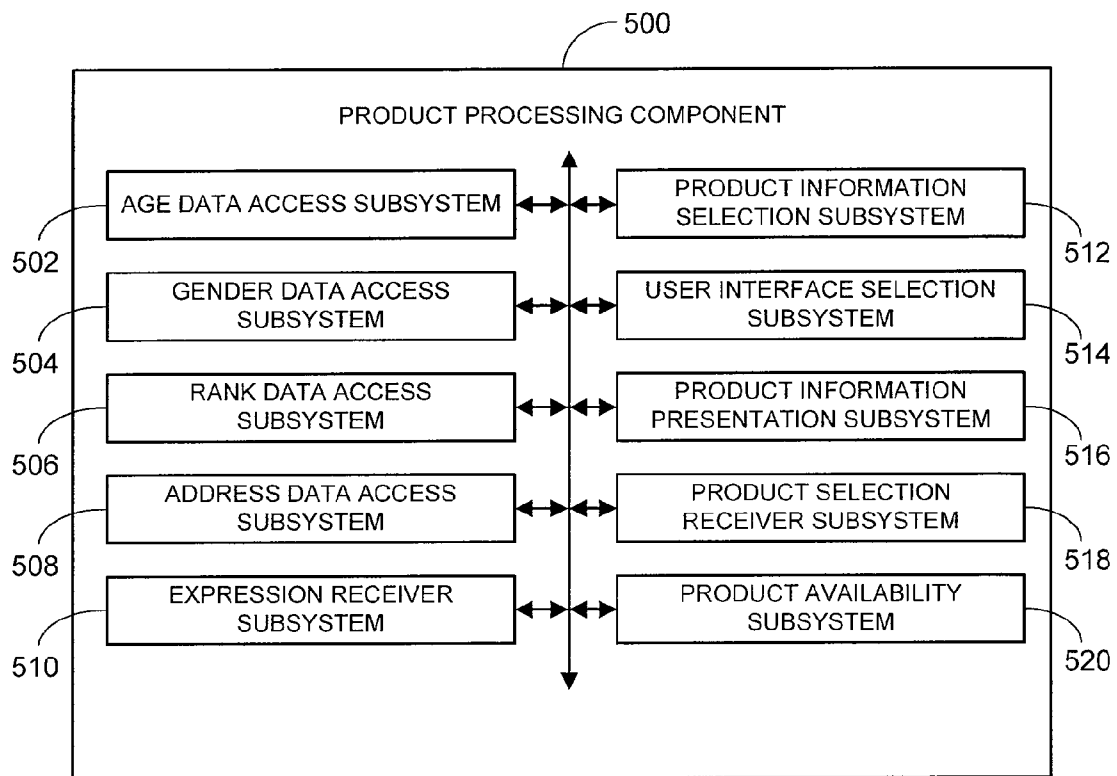 500
PRODUCT PROCESSING COMPONENT
AGE DATA ACCESS SUBSYSTEM
502
GENDER DATA ACCESS
SUBSYSTEM
504
RANK DATA ACCESS
SUBSYSTEM
506
ADDRESS DATA ACCESS
SUBSYSTEM
508
EXPRESSION RECEIVER
SUBSYSTEM
510
PRODUCT INFORMATION
SELECTION SUBSYSTEM
512
USER INTERFACE SELECTION
SUBSYSTEM
514
PRODUCT INFORMATION
PRESENTATION SUBSYSTEM
516
PRODUCT SELECTION
RECEIVER SUBSYSTEM
518
PRODUCT AVAILABILITY
SUBSYSTEM
520